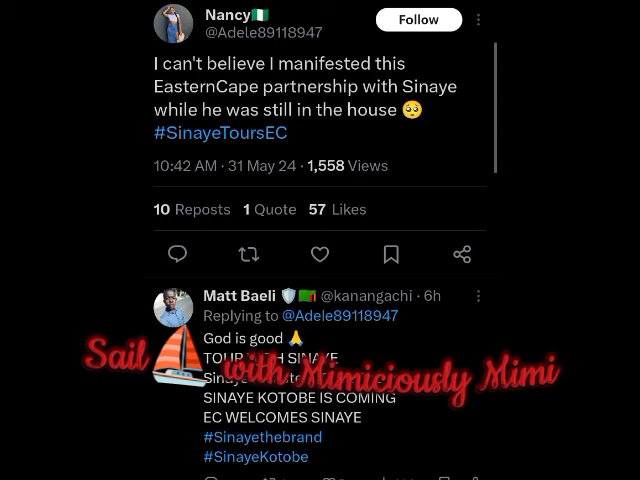 Nancy🇳🇬
@Adele89118947
Follow
I can't believe I manifested this
EasternCape partnership with Sinaye
while he was still in the house 🥺
#SinayeToursEC
10:42 AM · 31 May 24 · 1,558 Views
10 Reposts 1 Quote 57 Likes
Matt Baeli 🛡️🇿🇲 @kanangachi · 6h
Replying to @Adele89118947
God is good 🙏
TOUR WITH SINAYE
Sail ⛵ with Mimiciously Mimi
SINAYE KOTOBE IS COMING
EC WELCOMES SINAYE
#Sinayethebrand
#SinayeKotobe